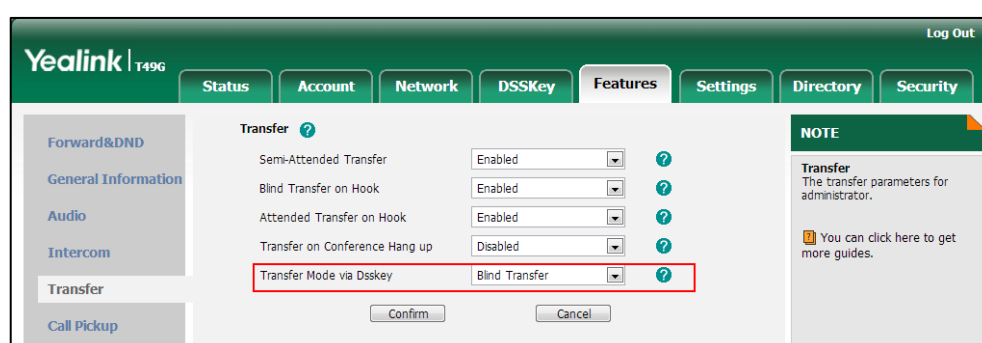 Log Out
Yealink T49G
Status Account Network DSSKey Features Settings Directory Security
Forward&DND
General Information
Audio
Intercom
Transfer
Call Pickup
Transfer ?
Semi-Attended Transfer Enabled ?
Blind Transfer on Hook Enabled ?
Attended Transfer on Hook Enabled ?
Transfer on Conference Hang up Disabled ?
Transfer Mode via Dsskey Blind Transfer ?
Confirm Cancel
NOTE
Transfer
The transfer parameters for
administrator.
? You can click here to get
more guides.